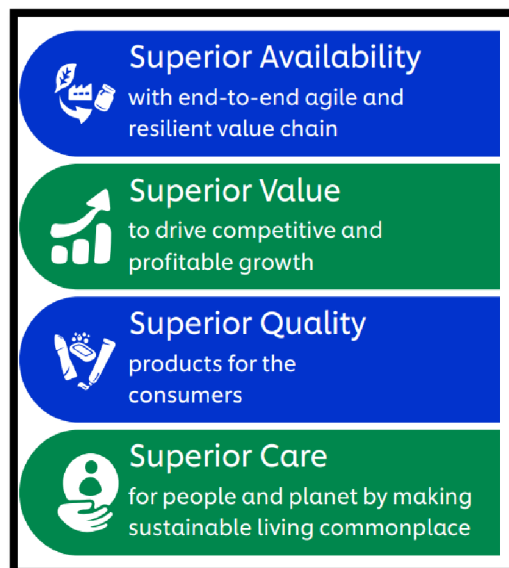 Superior Availability
with end-to-end agile and
resilient value chain
Superior Value
to drive competitive and
profitable growth
Superior Quality
products for the
consumers
Superior Care
for people and planet by making
sustainable living commonplace